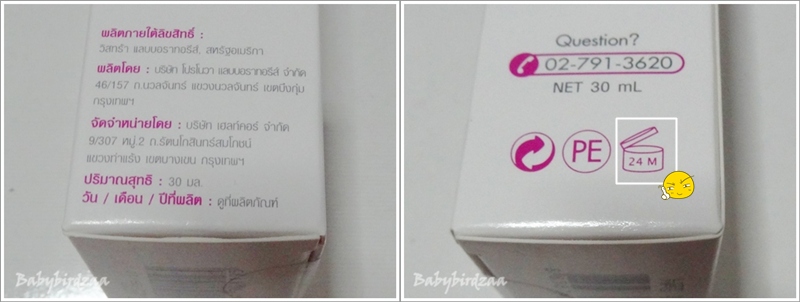 ผลิตภายใต้ลิขสิทธิ์ :
วิสทร้า แลบบอราทอรีส์, สหรัฐอเมริกา
ผลิตโดย : บริษัท โปรโนวา แลบบอราทอรีส์ จำกัด
46/157 ถ.นวลจันทร์ แขวงนวลจันทร์ เขตบึงกุ่ม
กรุงเทพฯ
จัดจำหน่ายโดย : บริษัท เฮลท์คอร์ จำกัด
9/307 หมู่.2 ถ.รัตนโกสินทร์สมโภชน์
แขวงท่าแร้ง เขตบางเขน กรุงเทพฯ
ปริมาณสุทธิ : 30 มล.
วัน / เดือน / ปีที่ผลิต : ดูที่ผลิตภัณฑ์
Babybirdzaa
Question?
02-791-3620
NET 30 mL
PE
24 M
Babybirdzaa